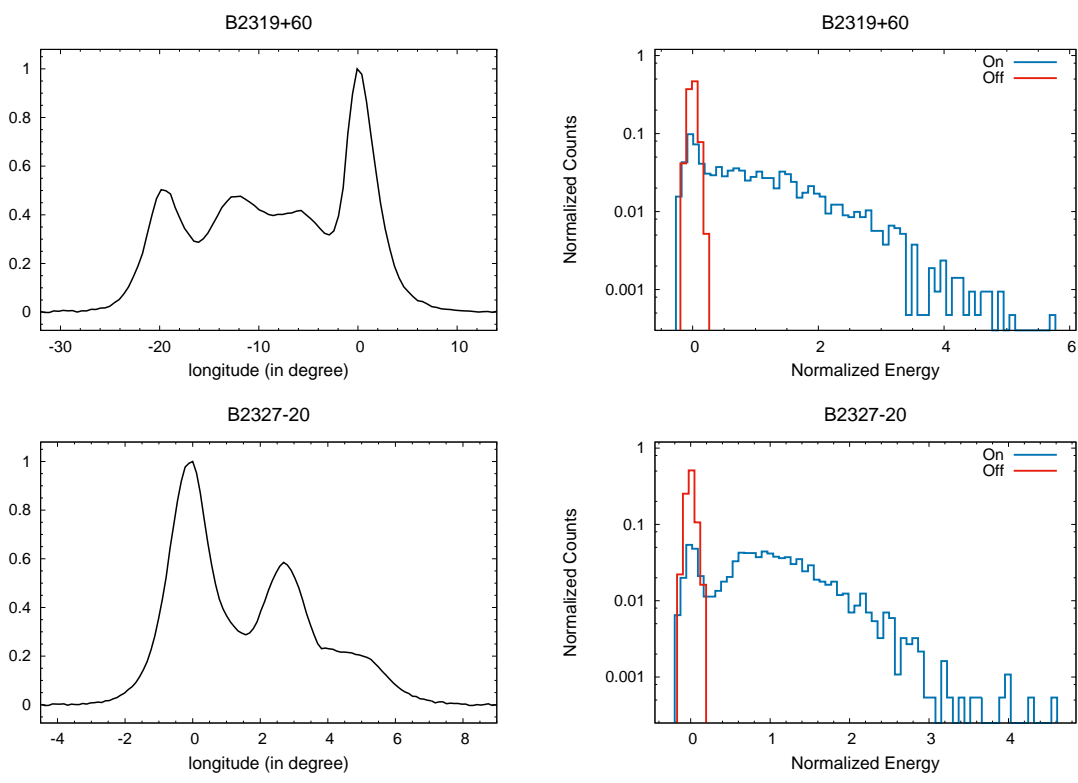 B2319+60
1
0.8
0.6
0.4
0.2
0
-30
-20
-10
0
10
longitude (in degree)
B2319+60
On
Off
Normalized Counts
1
0.1
0.01
0.001
0
2
4
6
Normalized Energy
B2327-20
1
0.8
0.6
0.4
0.2
0
-4
-2
0
2
4
6
8
longitude (in degree)
B2327-20
On
Off
Normalized Counts
1
0.1
0.01
0.001
0
1
2
3
4
Normalized Energy